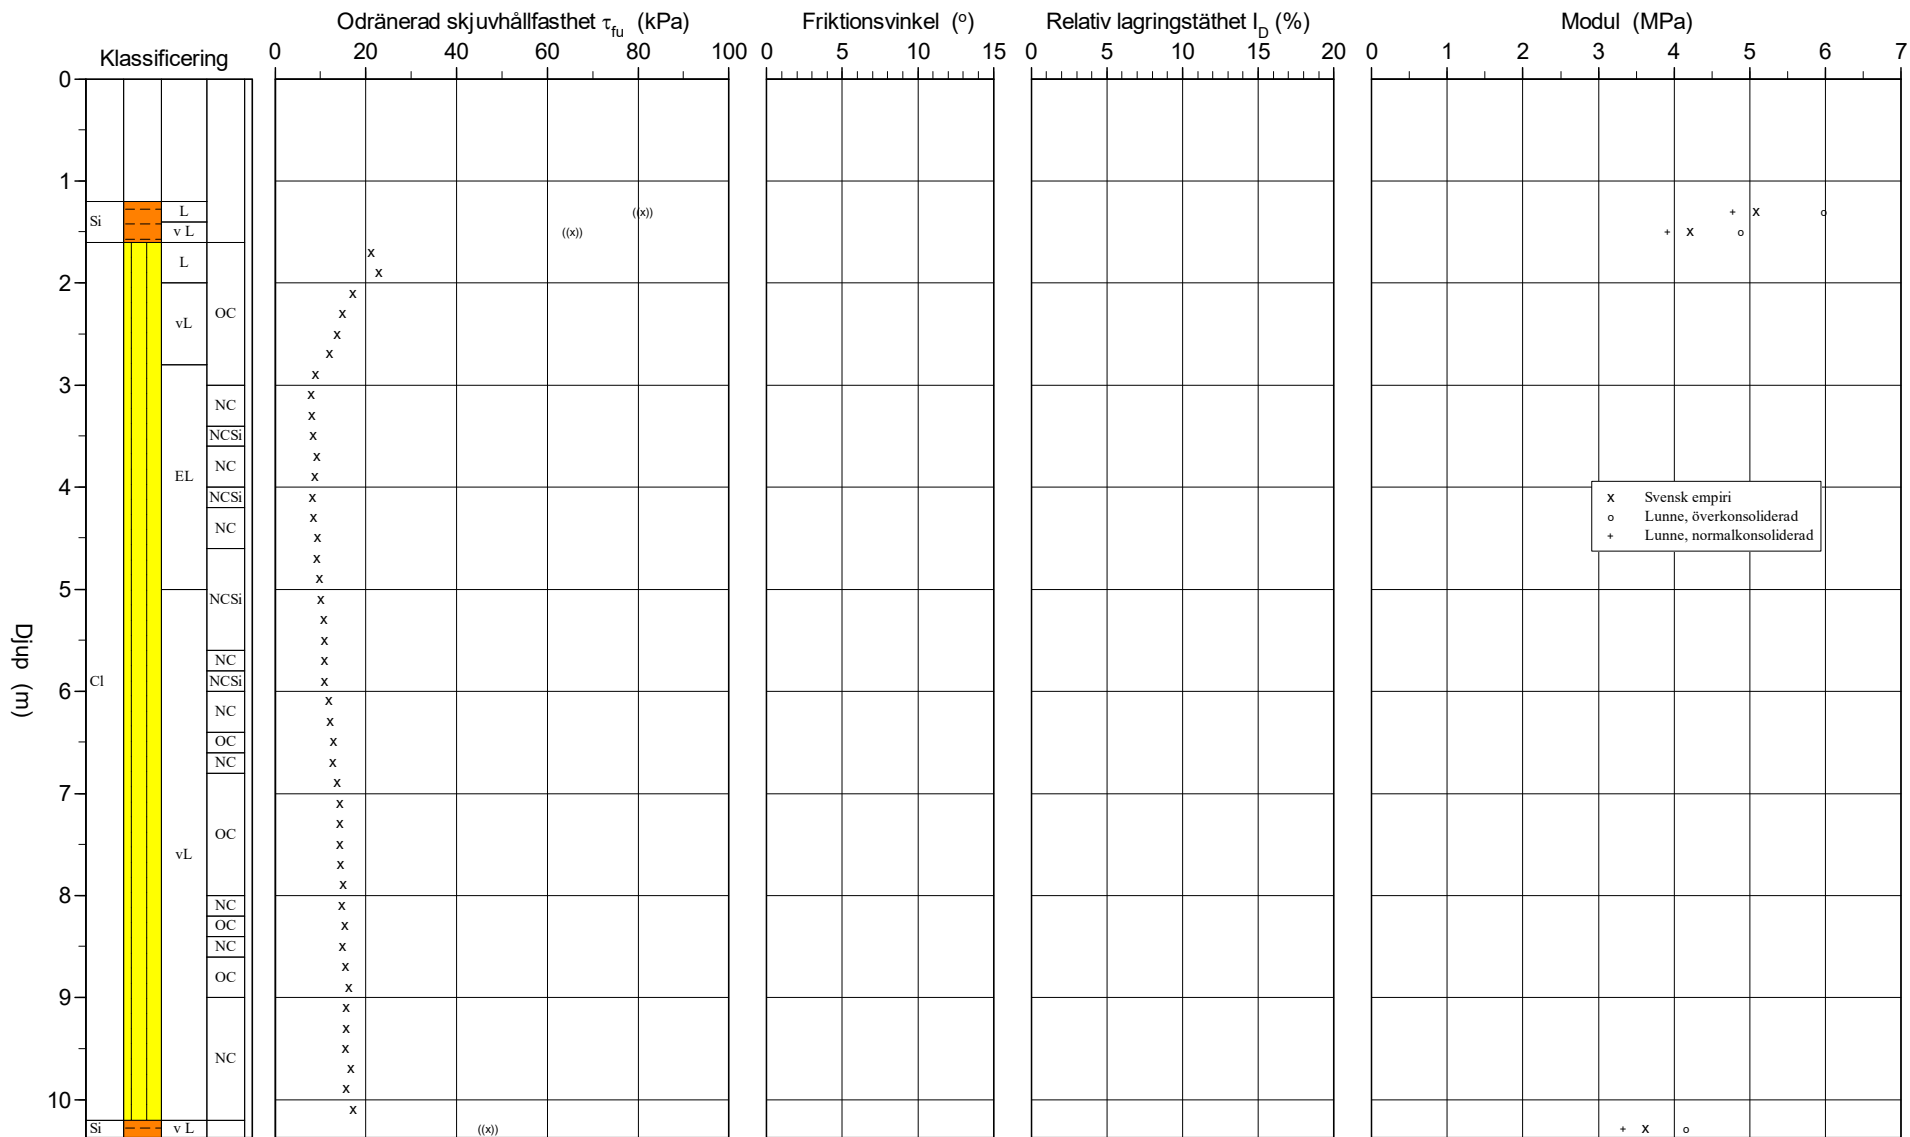 Odränerad skjuvhållfasthet τfu (kPa)
Friktionsvinkel (°)
Relativ lagringstäthet ID (%)
Modul (MPa)
Klassificering
0 20 40 60 80 100
0 5 10 15
0 5 10 15 20
0 1 2 3 4 5 6 7
0
1
2
3
4
5
6
7
8
9
10
Djup (m)
Si
Cl
Si
L
v L
L
vL
EL
vL
v L
OC
NC
NCSi
NC
NCSi
NC
NCSi
NC
NCSi
NC
OC
NC
OC
NC
OC
NC
OC
NC
((x))
((x))
((x))
x Svensk empiri
o Lunne, överkonsoliderad
+ Lunne, normalkonsoliderad